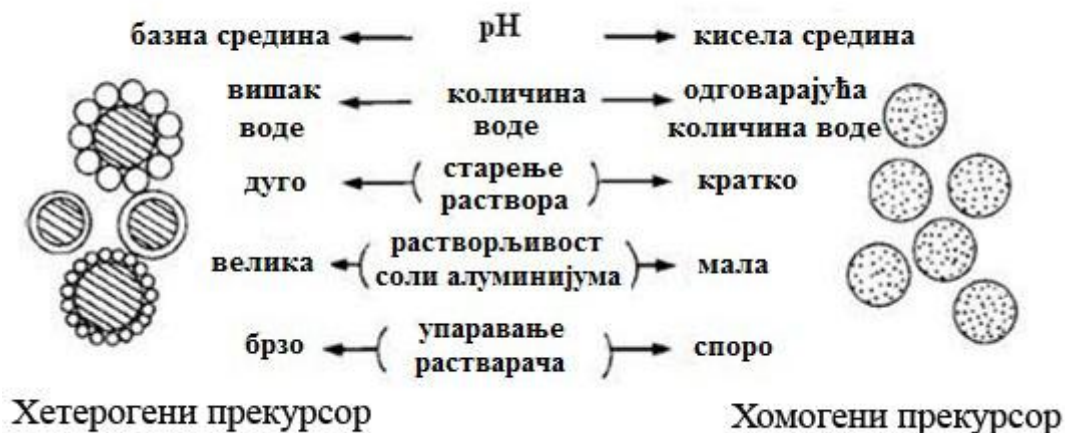 базна средина pH кисела средина
вишак количина одговарајућа
воде воде количина воде
старење
дуго кратко
раствора
растворљивост
велика мала
соли алуминијума
упаравање
брзо споро
растварача
Хетерогени прекурсор Хомогени прекурсор